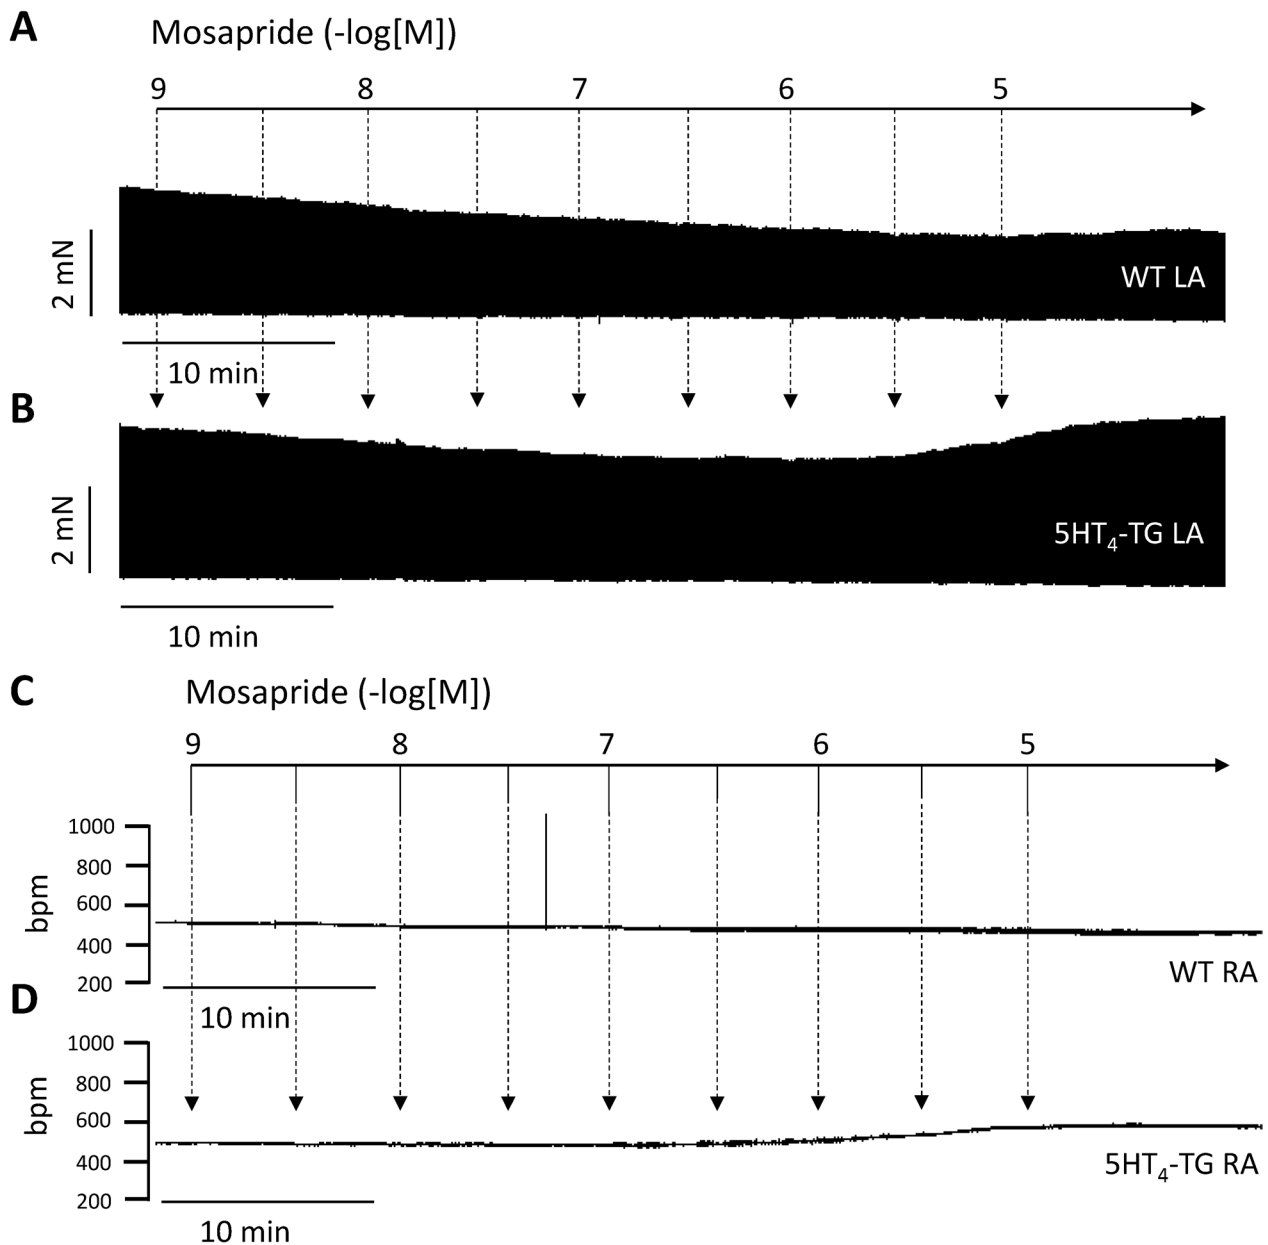 A
Mosapride (-log[M])
9 8 7 6 5
2 mN
WT LA
10 min
B
2 mN
5HT₄-TG LA
10 min
C
Mosapride (-log[M])
9 8 7 6 5
1000
800
600
400
200
bpm
WT RA
10 min
D
1000
800
600
400
200
bpm
5HT₄-TG RA
10 min